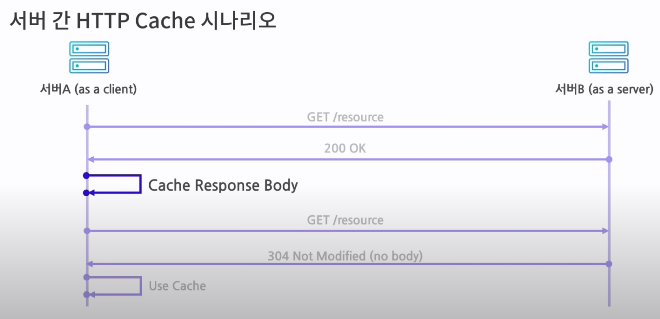 서버 간 HTTP Cache 시나리오
서버A (as a client)
서버B (as a server)
GET /resource
200 OK
Cache Response Body
GET /resource
304 Not Modified (no body)
Use Cache